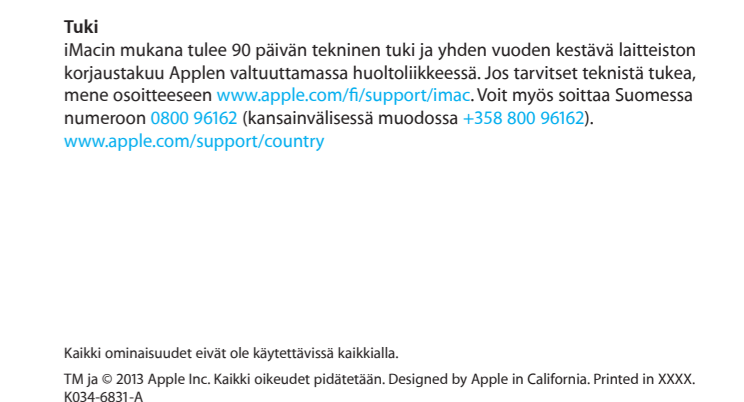 Tuki
iMacin mukana tulee 90 päivän tekninen tuki ja yhden vuoden kestävä laitteiston
korjaustakuu Applen valtuuttamassa huoltoliikkeessä. Jos tarvitset teknistä tukea,
mene osoitteeseen www.apple.com/fi/support/imac. Voit myös soittaa Suomessa
numeroon 0800 96162 (kansainvälisessä muodossa +358 800 96162).
www.apple.com/support/country
Kaikki ominaisuudet eivät ole käytettävissä kaikkialla.
TM ja © 2013 Apple Inc. Kaikki oikeudet pidätetään. Designed by Apple in California. Printed in XXXX.
K034-6831-A